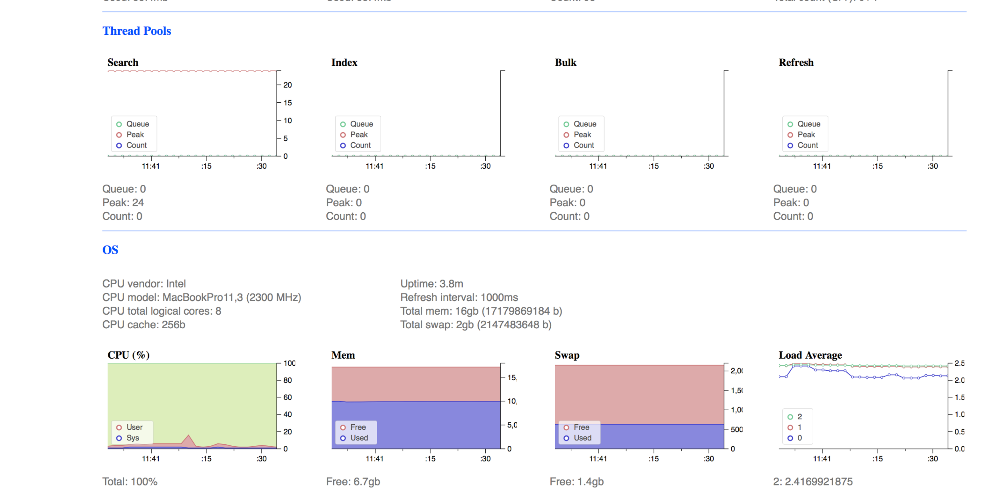 Thread Pools
Search
Index
Bulk
Refresh
20
15
10
5
0
Queue
Peak
Count
Queue
Peak
Count
Queue
Peak
Count
Queue
Peak
Count
11:41 :15 :30
11:41 :15 :30
11:41 :15 :30
11:41 :15 :30
Queue: 0
Peak: 24
Count: 0
Queue: 0
Peak: 0
Count: 0
Queue: 0
Peak: 0
Count: 0
Queue: 0
Peak: 0
Count: 0
OS
CPU vendor: Intel
CPU model: MacBookPro11,3 (2300 MHz)
CPU total logical cores: 8
CPU cache: 256b
Uptime: 3.8m
Refresh interval: 1000ms
Total mem: 16gb (17179869184 b)
Total swap: 2gb (2147483648 b)
CPU (%)
100
80
60
40
20
0
User
Sys
11:41 :15 :30
Total: 100%
Mem
15,
10,
5,0
0
Free
Used
11:41 :15 :30
Free: 6.7gb
Swap
2,00
1,50
1,00
500
0
Free
Used
11:41 :15 :30
Free: 1.4gb
Load Average
2.5
2.0
1.5
1.0
0.5
0.0
2
1
0
11:41 :15 :30
2: 2.4169921875